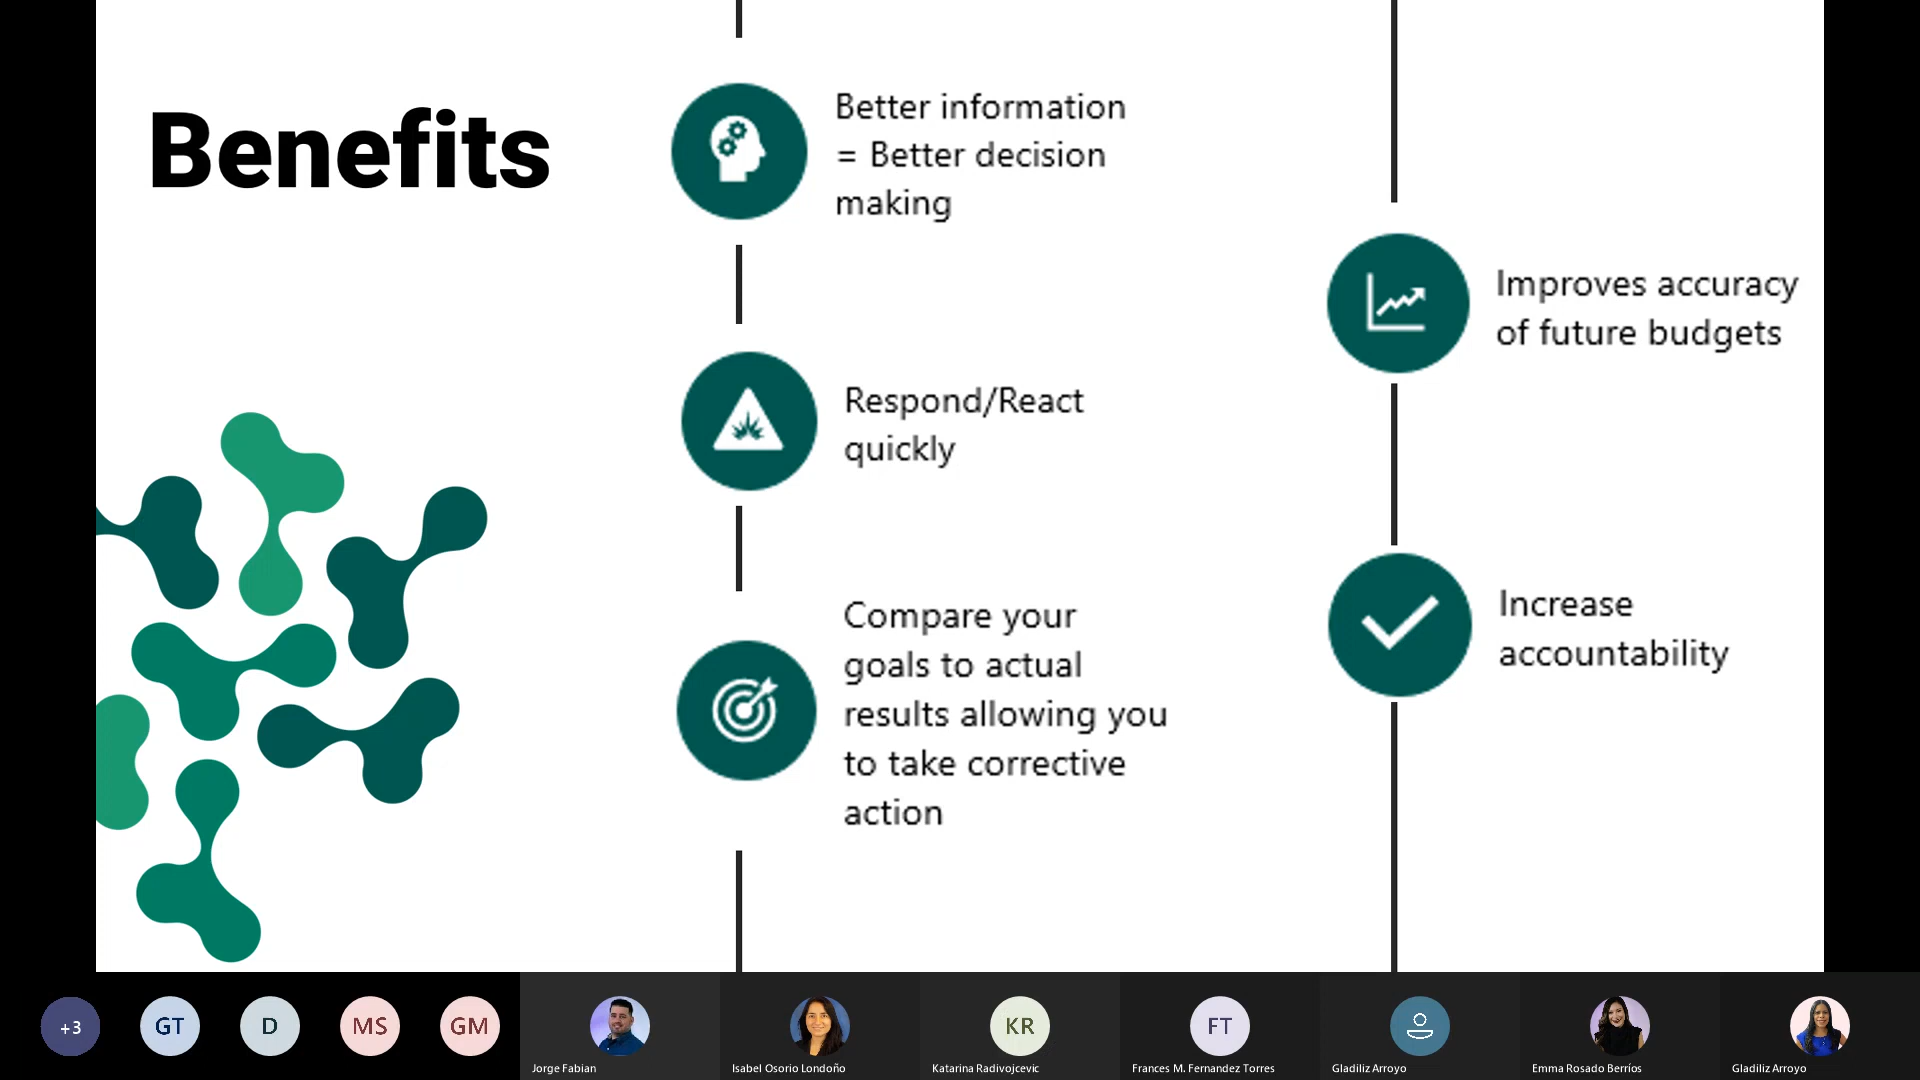 Benefits
Better information
= Better decision
making
Respond/React
quickly
Compare your
goals to actual
results allowing you
to take corrective
action
Improves accuracy
of future budgets
Increase
accountability
+3
GT
D
MS
GM
Jorge Fabian
Isabel Osorio Londoño
KR
Katarina Radivojcevic
FT
Frances M. Fernandez Torres
Gladiliz Arroyo
Emma Rosado Berríos
Gladiliz Arroyo